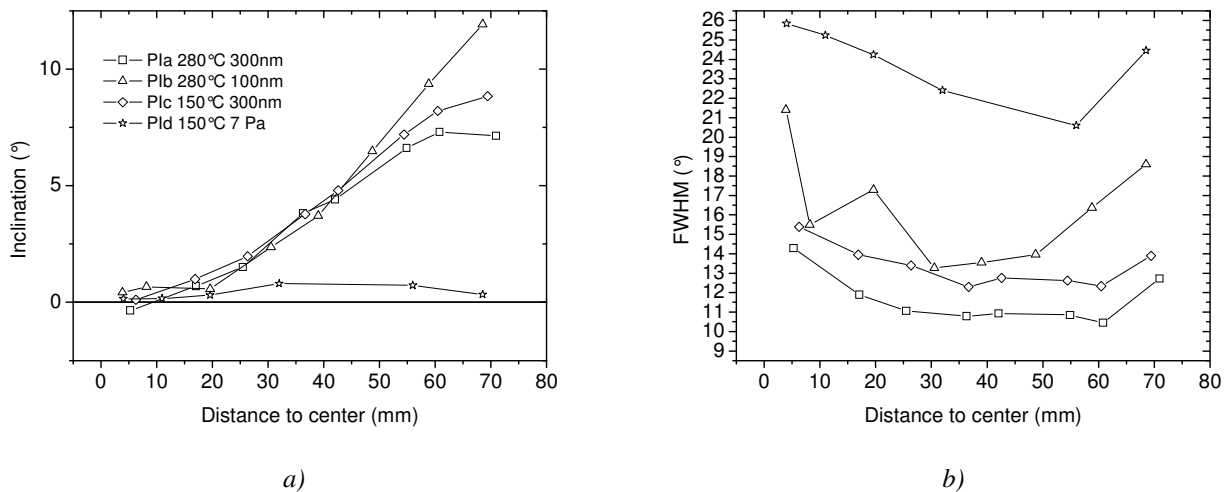 10
5
0
PIa 280°C 300nm
PIb 280°C 100nm
PIc 150°C 300nm
PId 150°C 7 Pa
Inclination (°)
0 10 20 30 40 50 60 70 80
Distance to center (mm)
a)
26
25
24
23
22
21
20
19
18
17
16
15
14
13
12
11
10
9
FWHM (°)
0 10 20 30 40 50 60 70 80
Distance to center (mm)
b)